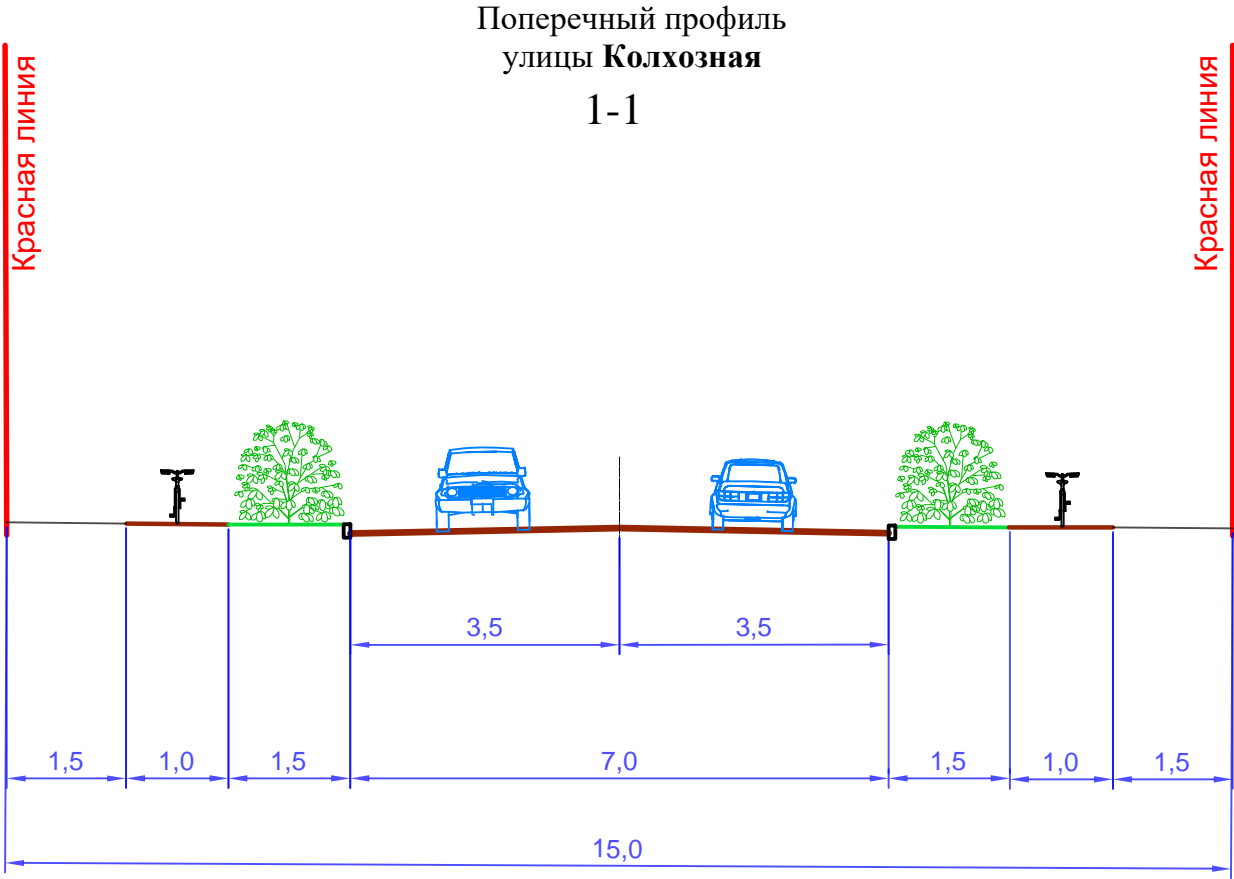 Поперечный профиль
улицы Колхозная
1-1
Красная линия
Красная линия
3,5 3,5
1,5 1,0 1,5 7,0 1,5 1,0 1,5
15,0